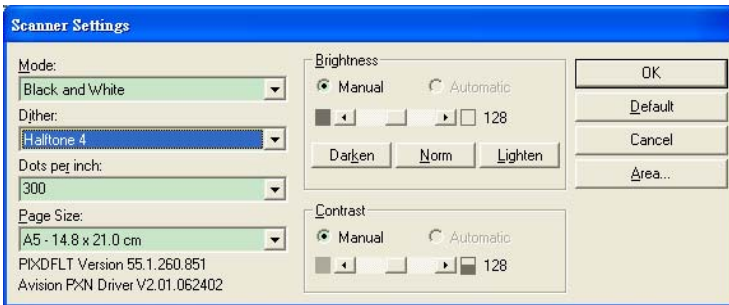 Scanner Settings
Mode:
Black and White
Dither:
Halftone 4
Dots per inch:
300
Page Size:
A5 - 14.8 x 21.0 cm
PIXDFLT Version 55.1.260.851
Avision PXN Driver V2.01.062402
Brightness
Manual Automatic
128
Darken Norm Lighten
Contrast
Manual Automatic
128
OK
Default
Cancel
Area...